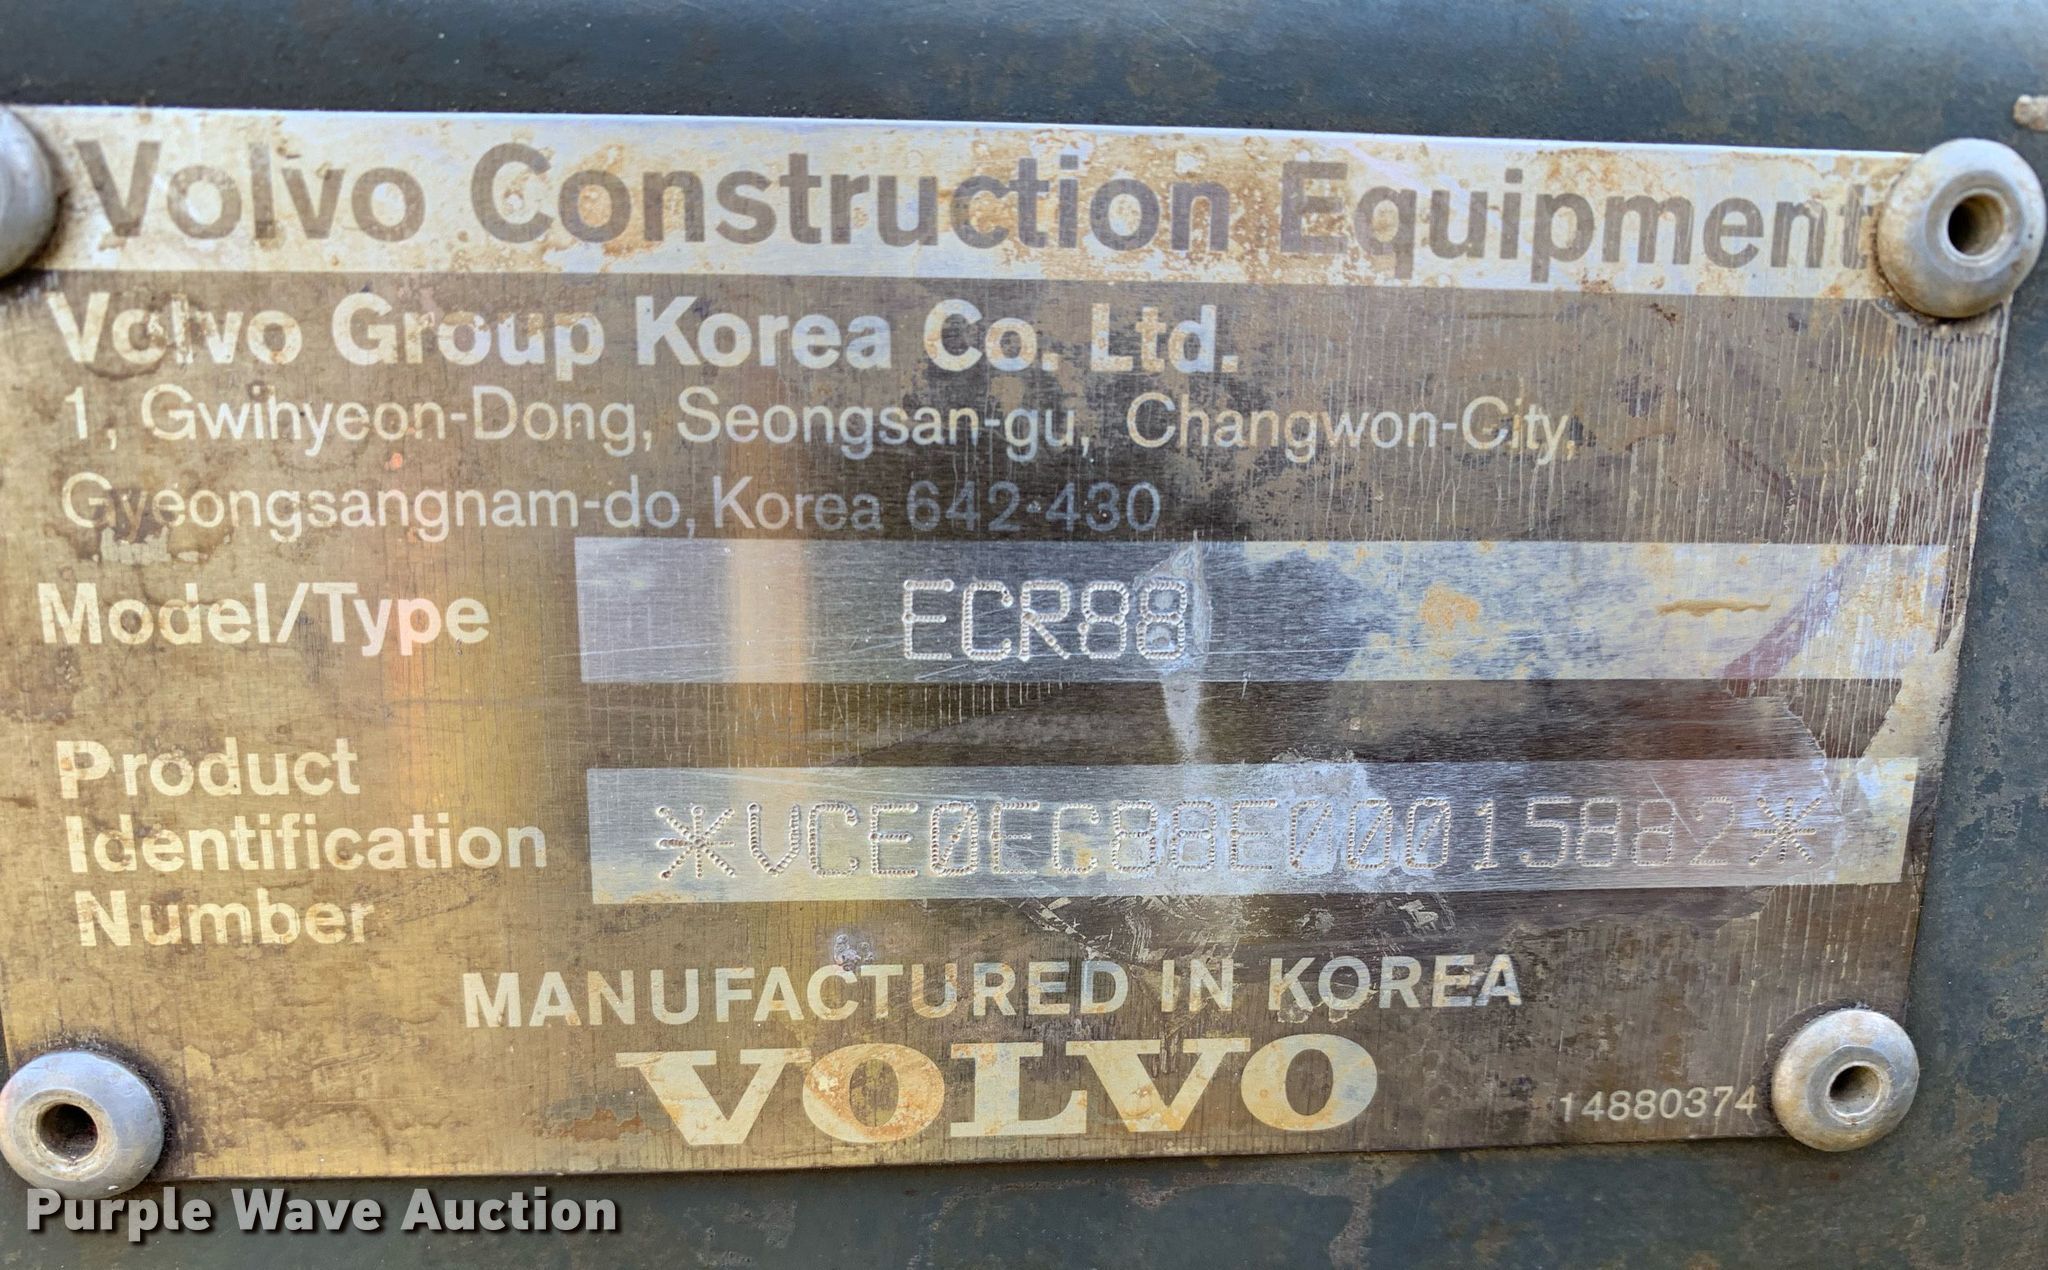 Volvo Construction Equipment
Volvo Group Korea Co. Ltd.
1, Gwihyeon-Dong, Seongsan-gu, Changwon-City,
Gyeongsangnam-do, Korea 642-430
Model/Type ECR88
Product
Identification
Number
*VCE0EC88E00015882*
MANUFACTURED IN KOREA
VOLVO
14880374
Purple Wave Auction